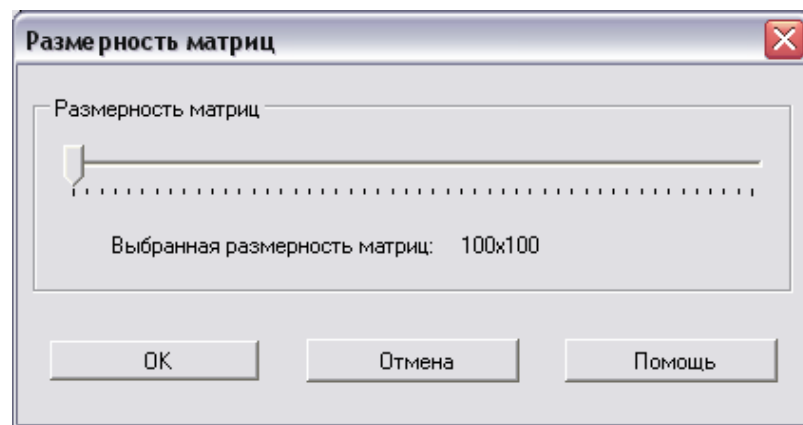 Размерность матриц
Размерность матриц
Выбранная размерность матриц: 100x100
OK Отмена Помощь